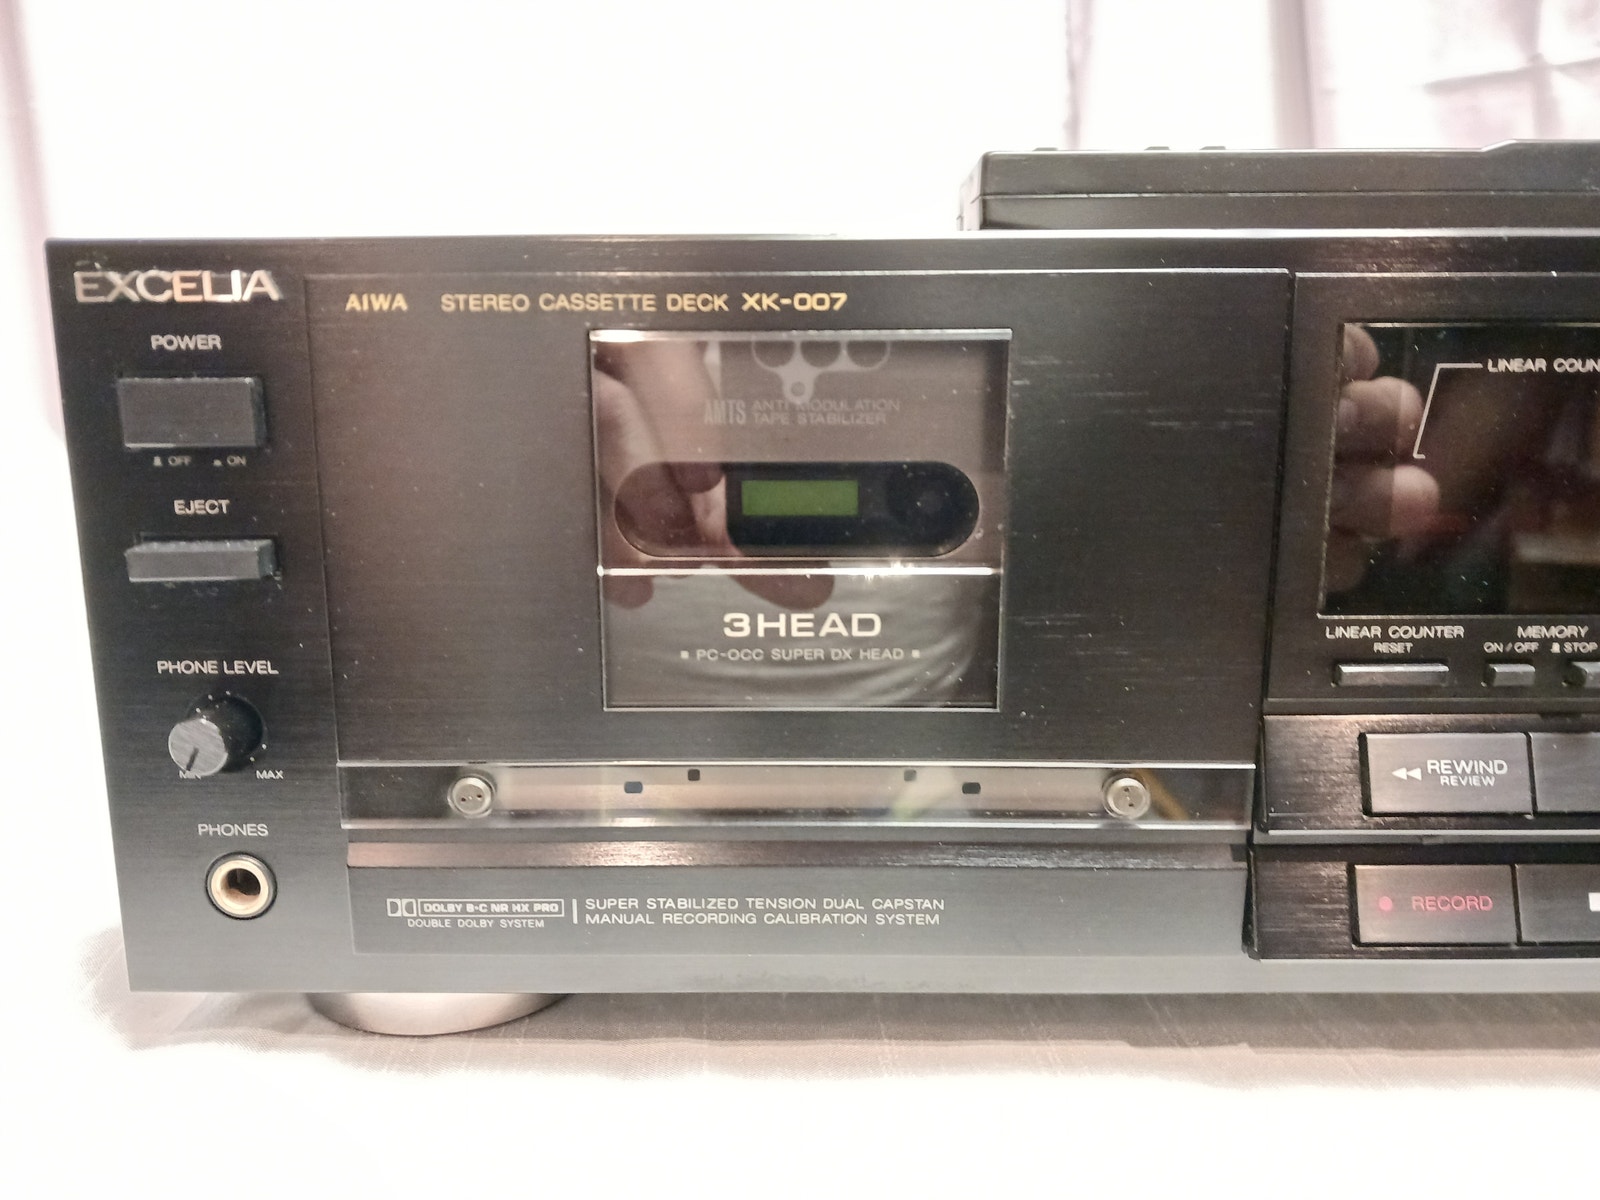 EXCELIA
AIWA STEREO CASSETTE DECK XK-007
POWER
OFF ON
EJECT
PHONE LEVEL
MIN MAX
PHONES
AMTS ANTI MODULATION
TAPE STABILIZER
3HEAD
PC-OCC SUPER DX HEAD
DOLBY B-C NR HX PRO
DOUBLE DOLBY SYSTEM
SUPER STABILIZED TENSION DUAL CAPSTAN
MANUAL RECORDING CALIBRATION SYSTEM
LINEAR COUN
LINEAR COUNTER
RESET
MEMORY
ON/OFF STOP
REWIND
REVIEW
RECORD